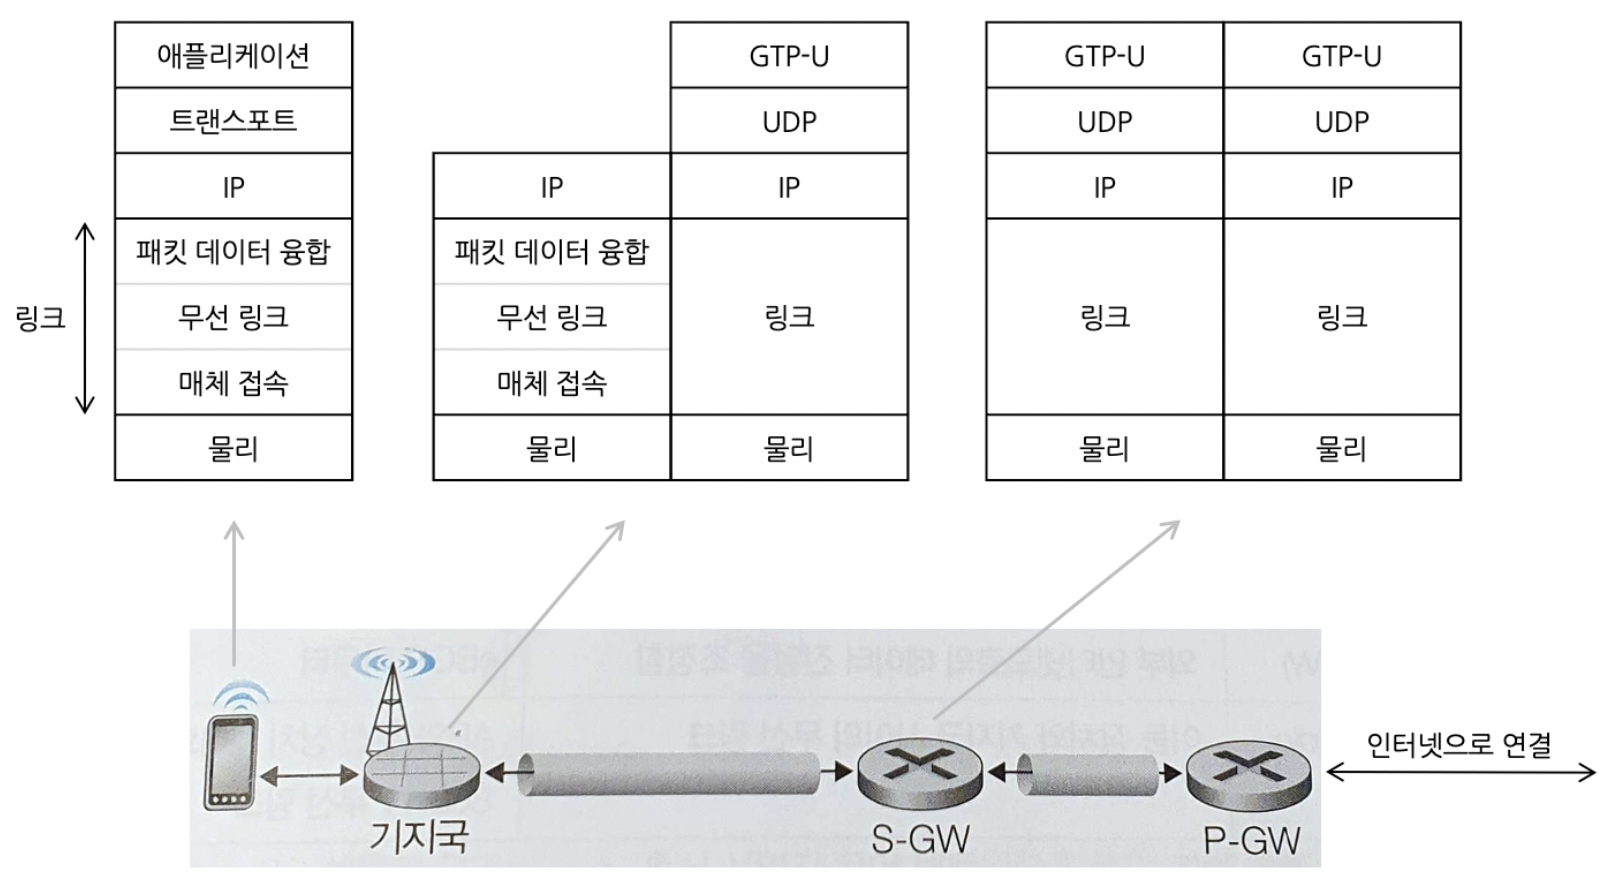 애플리케이션
트랜스포트
IP
패킷 데이터 융합
무선 링크
매체 접속
물리
링크
IP
패킷 데이터 융합
무선 링크
매체 접속
물리
GTP-U
UDP
IP
링크
물리
GTP-U
UDP
IP
링크
물리
GTP-U
UDP
IP
링크
물리
기지국
S-GW
P-GW
인터넷으로 연결